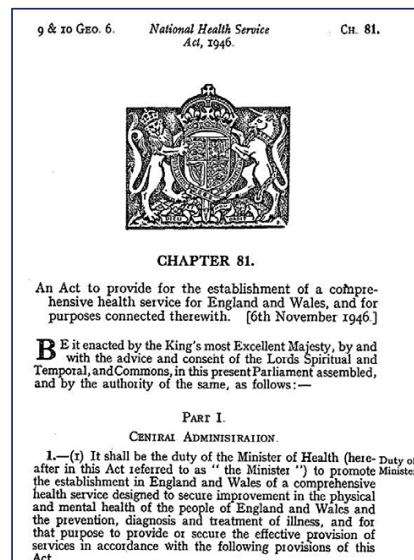 9 & 10 GEO. 6. National Health Service CH. 81.
Act, 1946.
DIEU ET MON DROIT
CHAPTER 81.
An Act to provide for the establishment of a compre-
hensive health service for England and Wales, and for
purposes connected therewith. [6th November 1946.]
BE it enacted by the King's most Excellent Majesty, by and
with the advice and consent of the Lords Spiritual and
Temporal, and Commons, in this present Parliament assembled,
and by the authority of the same, as follows:—
PART I.
CENTRAL ADMINISTRATION.
1.—(1) It shall be the duty of the Minister of Health (here- Duty of
after in this Act referred to as " the Minister ") to promote Minister
the establishment in England and Wales of a comprehensive
health service designed to secure improvement in the physical
and mental health of the people of England and Wales and
the prevention, diagnosis and treatment of illness, and for
that purpose to provide or secure the effective provision of
services in accordance with the following provisions of this
Act.